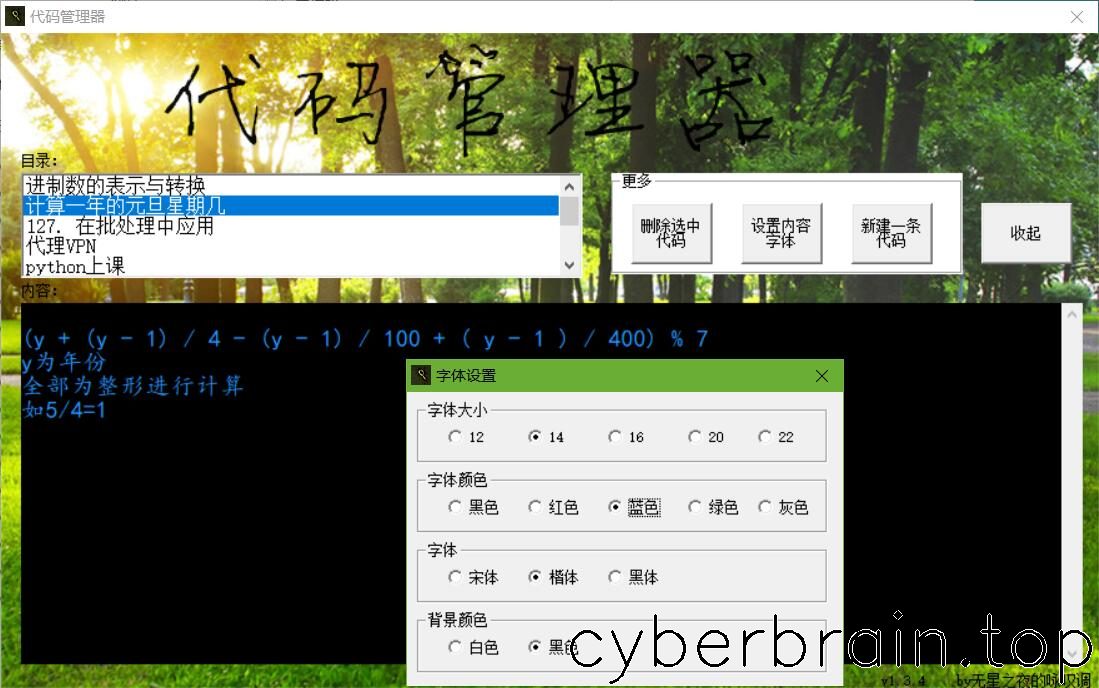 代码管理器
代码管理器
目录:
进制数的表示与转换
计算一年的元旦星期几
127. 在批处理中应用
代理VPN
python上课
更多
删除选中代码
设置内容字体
新建一条代码
收起
内容:
(y + (y - 1) / 4 - (y - 1) / 100 + ( y - 1 ) / 400) % 7
y为年份
全部为整形进行计算
如5/4=1
字体设置
字体大小
12 14 16 20 22
字体颜色
黑色 红色 蓝色 绿色 灰色
字体
宋体 楷体 黑体
背景颜色
白色 黑色
cyberbrain.top
v1.3.4 by无星之夜的咏叹调